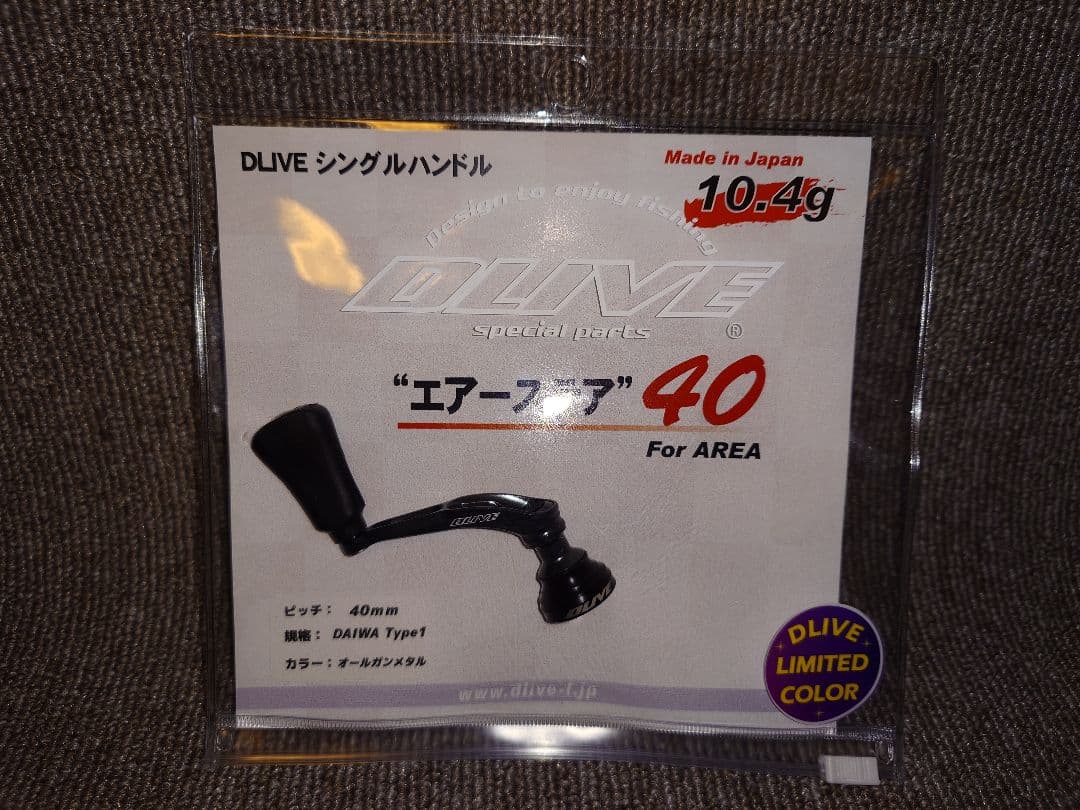 DLIVE シングルハンドル
Made in Japan
10.4g
Design to enjoy fishing
DLIVE
special parts ®
40
For AREA
DLIVE
DLIVE
ピッチ： 40mm
規格： DAIWA Type1
カラー：オールガンメタル
DLIVE
LIMITED
COLOR
www.dlive-f.jp